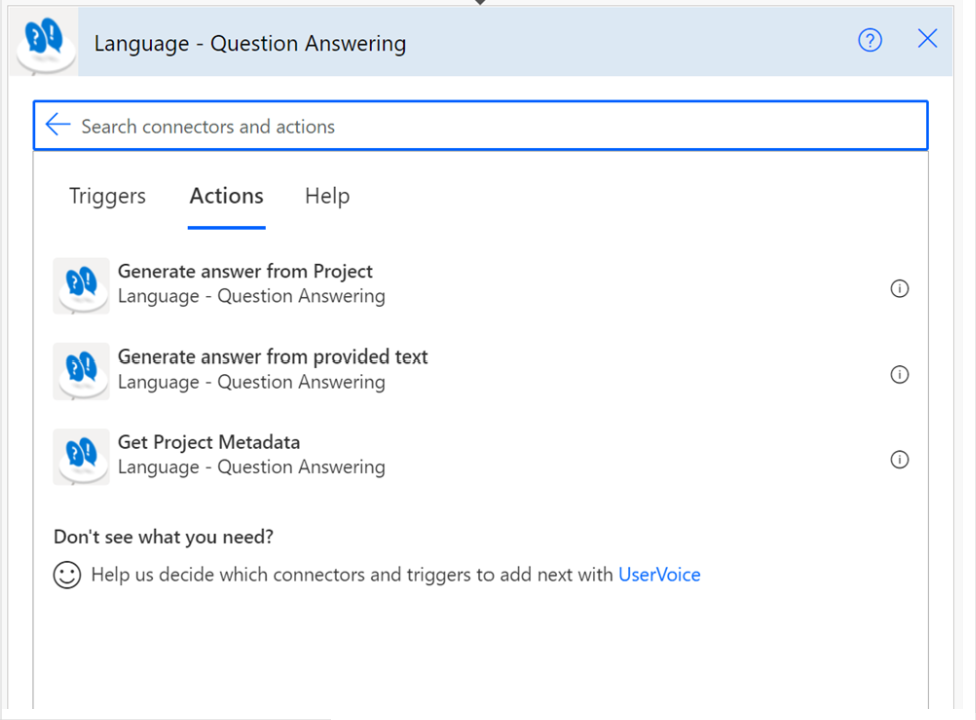 Language - Question Answering
Search connectors and actions
Triggers Actions Help
Generate answer from Project
Language - Question Answering
Generate answer from provided text
Language - Question Answering
Get Project Metadata
Language - Question Answering
Don't see what you need?
Help us decide which connectors and triggers to add next with UserVoice